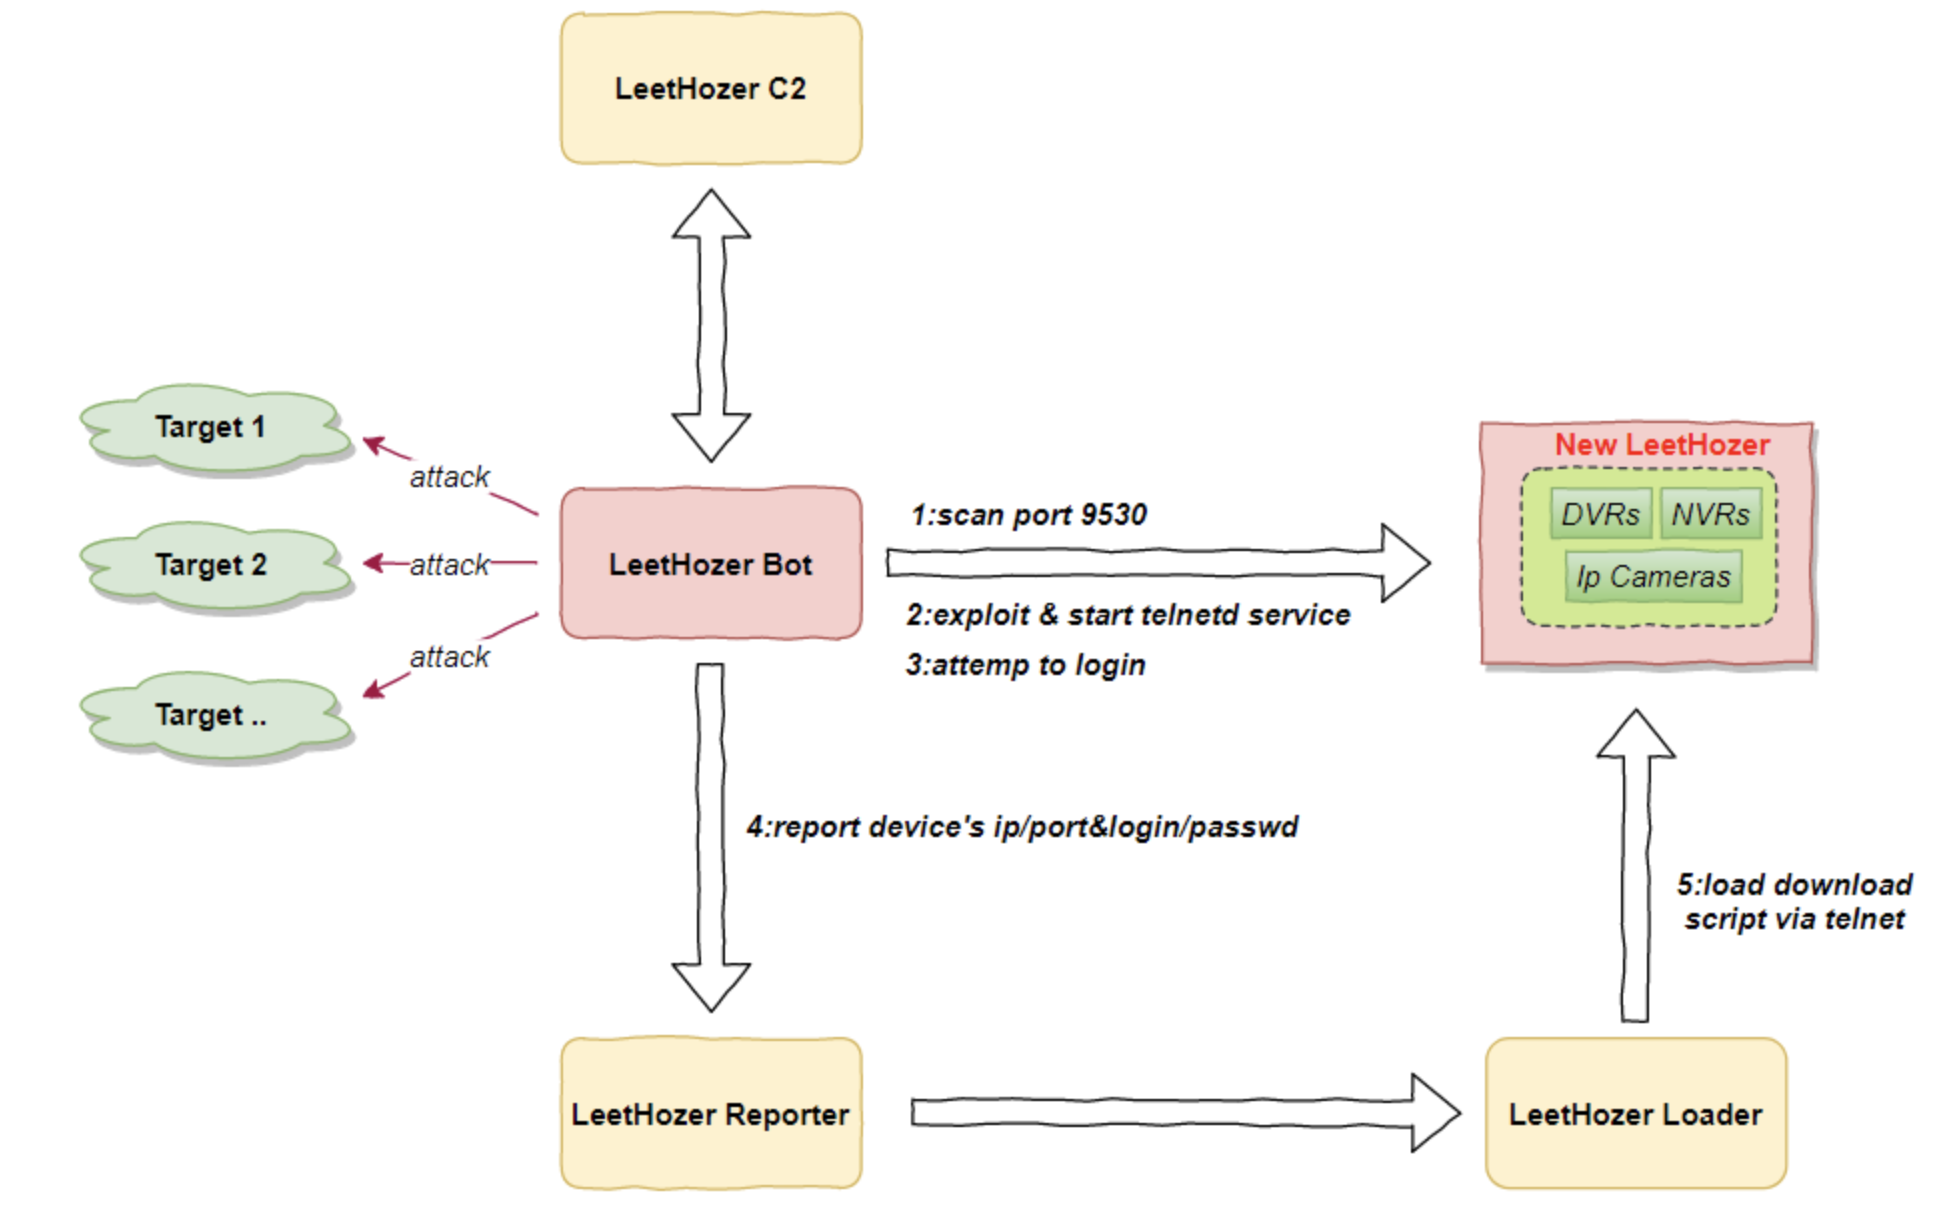 LeetHozer C2
Target 1
attack
Target 2
attack
Target ..
attack
LeetHozer Bot
1:scan port 9530
2:exploit & start telnetd service
3:attemp to login
New LeetHozer
DVRs
NVRs
Ip Cameras
4:report device's ip/port&login/passwd
5:load download
script via telnet
LeetHozer Reporter
LeetHozer Loader